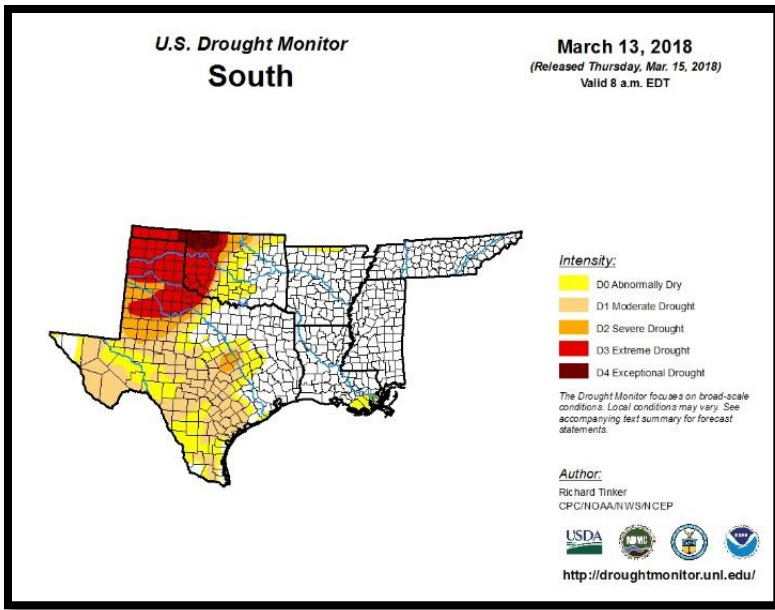 U.S. Drought Monitor
South
March 13, 2018
(Released Thursday, Mar. 15, 2018)
Valid 8 a.m. EDT
Intensity:
D0 Abnormally Dry
D1 Moderate Drought
D2 Severe Drought
D3 Extreme Drought
D4 Exceptional Drought
The Drought Monitor focuses on broad-scale
conditions. Local conditions may vary. See
accompanying text summary for forecast
statements.
Author:
Richard Tinker
CPC/NOAA/NWS/NCEP
USDA
NDMC
http://droughtmonitor.unl.edu/